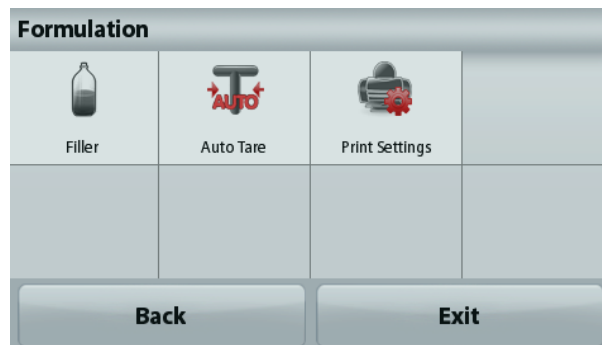 Formulation
AUTO
Filler
Auto Tare
Print Settings
Back
Exit